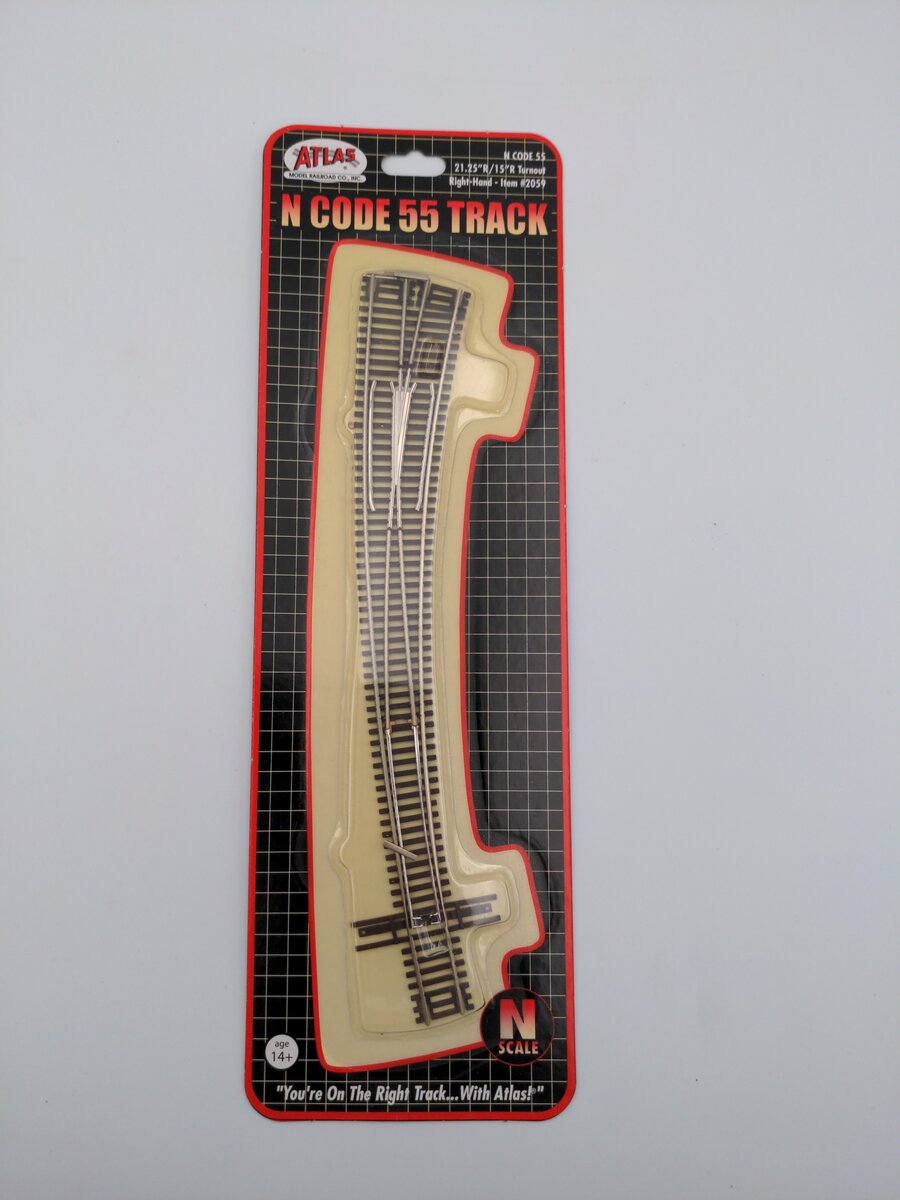 ATLAS
MODEL RAILROAD CO., INC.
N CODE 55
21.25"R/15"R Turnout
Right-Hand - Item #2059
N CODE 55 TRACK
age
14+
N
SCALE
"You're On The Right Track...With Atlas!®"